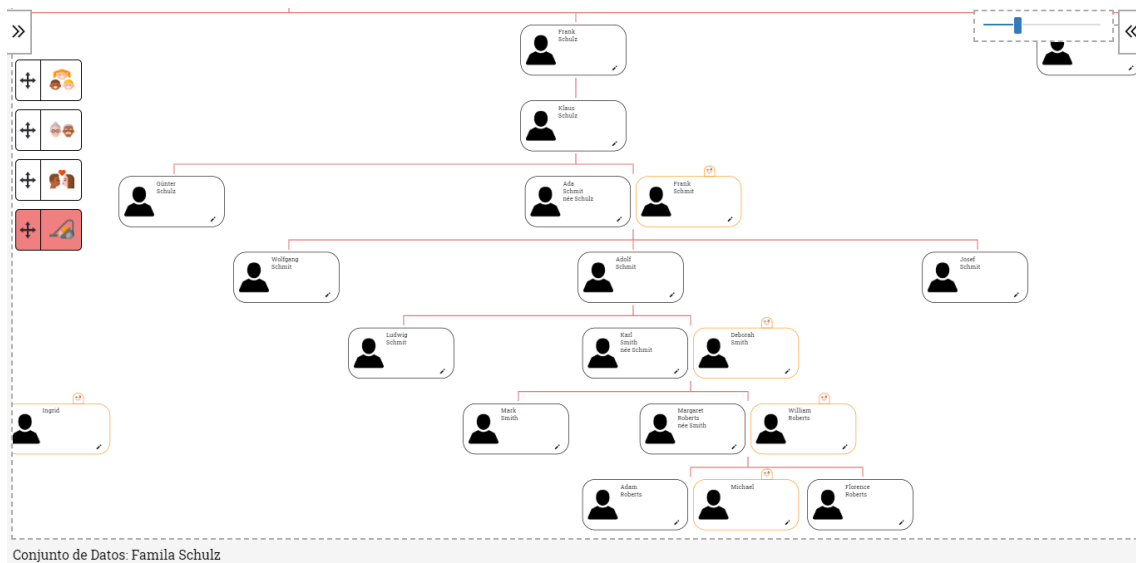 Frank
Schulz
Klaus
Schulz
Günter
Schulz
Ada
Schmit
née Schulz
Frank
Schmit
Wolfgang
Schmit
Adolf
Schmit
Josef
Schmit
Ludwig
Schmit
Karl
Smith
née Schmit
Deborah
Smith
Ingrid
Mark
Smith
Margaret
Roberts
née Smith
William
Roberts
Adam
Roberts
Michael
Florence
Roberts
Conjunto de Datos: Famila Schulz